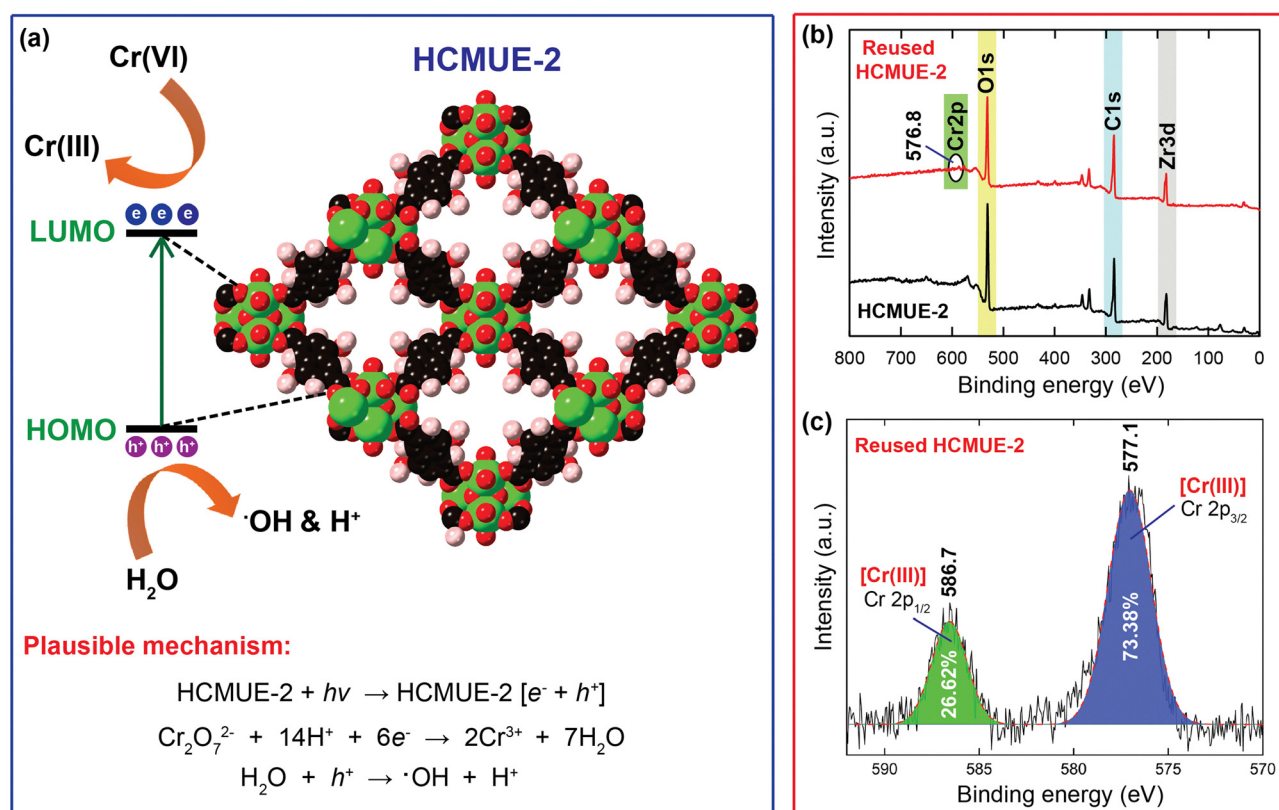 (a)
Cr(VI)
HCMUE-2
Cr(III)
e e e
LUMO
HOMO
h⁺ h⁺ h⁺
·OH & H⁺
H₂O
Plausible mechanism:
HCMUE-2 + hν → HCMUE-2 [e⁻ + h⁺]
Cr₂O₇²⁻ + 14H⁺ + 6e⁻ → 2Cr³⁺ + 7H₂O
H₂O + h⁺ → ·OH + H⁺
(b)
Reused
HCMUE-2
576.8
Cr2p
O1s
C1s
Zr3d
HCMUE-2
Intensity (a.u.)
800 700 600 500 400 300 200 100 0
Binding energy (eV)
(c)
Reused HCMUE-2
577.1
[Cr(III)]
Cr 2p₃/₂
73.38%
586.7
[Cr(III)]
Cr 2p₁/₂
26.62%
Intensity (a.u.)
590 585 580 575 570
Binding energy (eV)